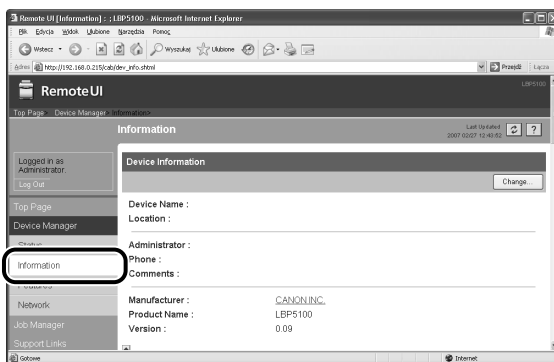 Remote UI [Information] : ; LBP5100 - Microsoft Internet Explorer
Plik Edycja Widok Ulubione Narzędzia Pomoc
Wstecz Wyszukaj Ulubione
Adres http://192.168.0.215/cab/dev_info.shtml Przejdź Łącza
Remote UI LBP5100
Top Page> Device Manager> Information>
Information Last Updated
2007 02/27 12:40:52
Logged in as
Administrator.
Log Out
Device Information
Change...
Top Page
Device Manager
Status
Information
Features
Network
Job Manager
Support Links
Device Name :
Location :
Administrator :
Phone :
Comments :
Manufacturer : CANON INC.
Product Name : LBP5100
Version : 0.09
Gotowe Internet